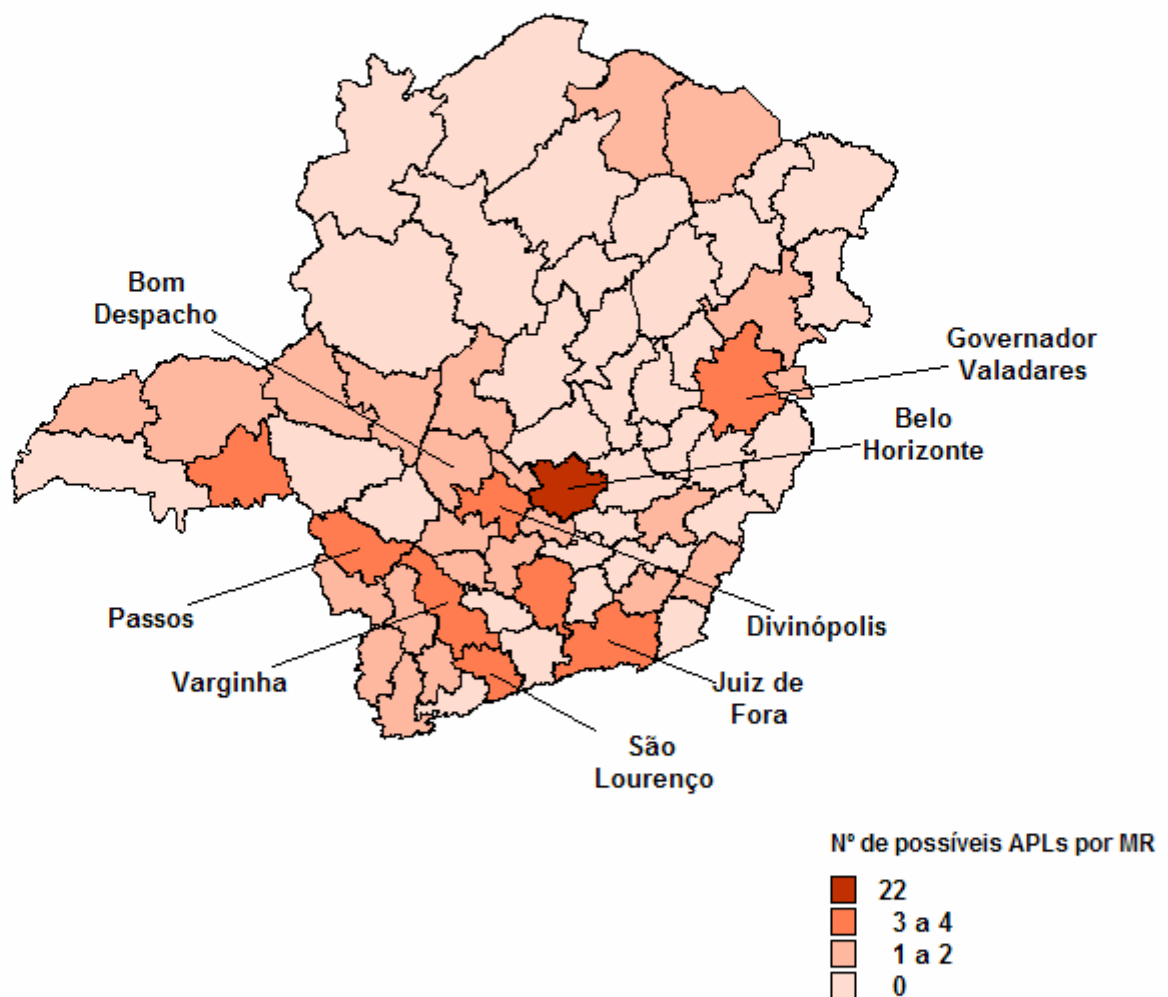 Bom
Despacho
Governador
Valadares
Belo
Horizonte
Passos
Divinópolis
Varginha
Juiz de
Fora
São
Lourenço
Nº de possíveis APLs por MR
22
3 a 4
1 a 2
0